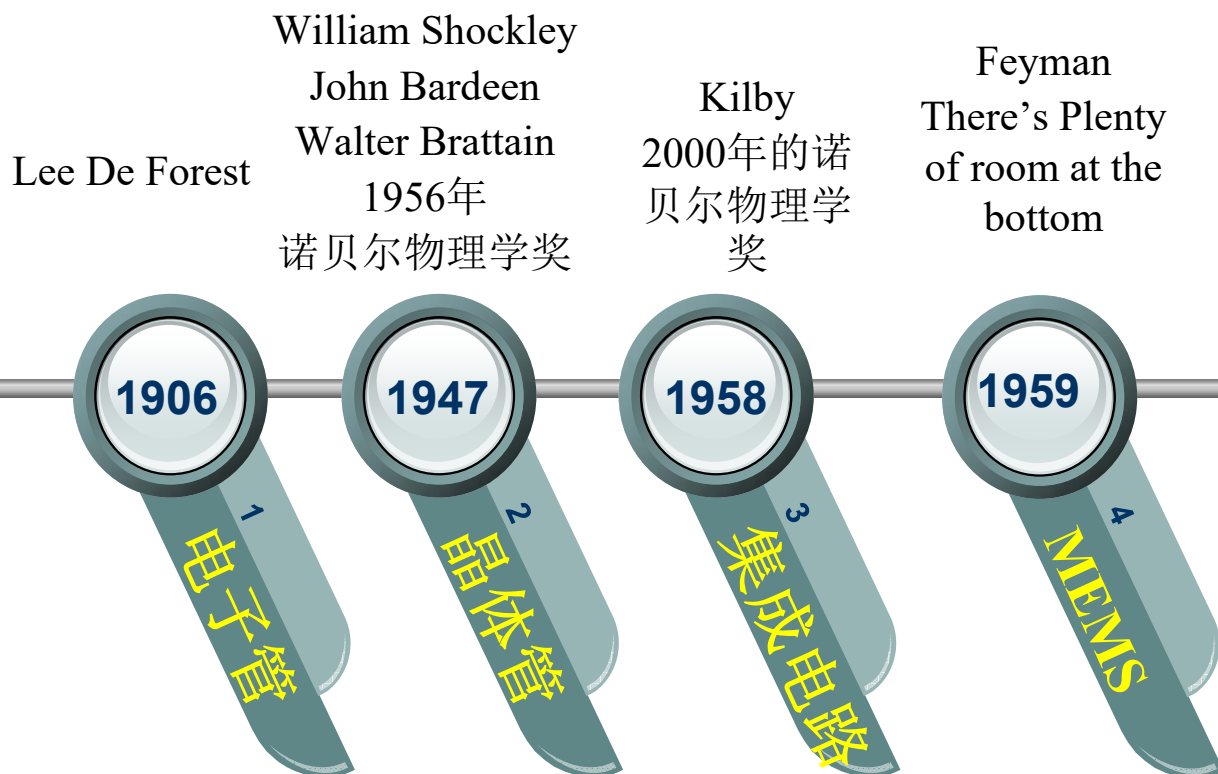 Lee De Forest
William Shockley
John Bardeen
Walter Brattain
1956年
诺贝尔物理学奖
Kilby
2000年的诺
贝尔物理学
奖
Feyman
There’s Plenty
of room at the
bottom
1906
1947
1958
1959
1
电子管
2
晶体管
3
集成电路
4
MEMS